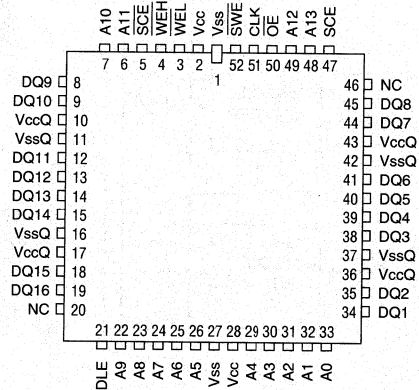 A10 A11 SCE WEH WEL Vcc Vss SWE CLK OE A12 A13 SCE
7 6 5 4 3 2 1 52 51 50 49 48 47
DQ9 8
DQ10 9
VccQ 10
VssQ 11
DQ11 12
DQ12 13
DQ13 14
DQ14 15
VssQ 16
VccQ 17
DQ15 18
DQ16 19
NC 20
46 NC
45 DQ8
44 DQ7
43 VccQ
42 VssQ
41 DQ6
40 DQ5
39 DQ4
38 DQ3
37 VssQ
36 VccQ
35 DQ2
34 DQ1
21 22 23 24 25 26 27 28 29 30 31 32 33
DLE A9 A8 A7 A6 A5 Vss Vcc A4 A3 A2 A1 A0